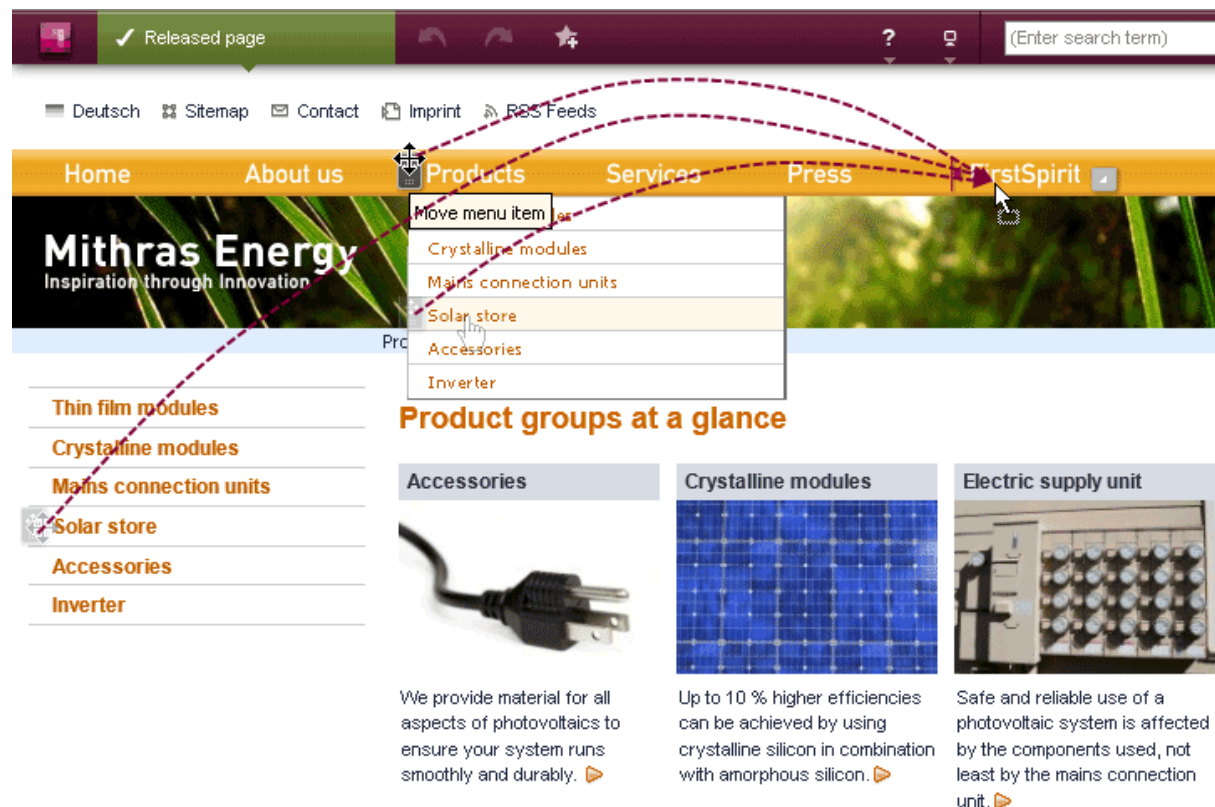 Released page
?
(Enter search term)
Deutsch Sitemap Contact Imprint RSS Feeds
Home About us Products Services Press FirstSpirit
Move menu item
Mithras Energy
Inspiration through Innovation
Crystalline modules
Mains connection units
Solar store
Accessories
Inverter
Thin film modules
Crystalline modules
Mains connection units
Solar store
Accessories
Inverter
Product groups at a glance
Accessories
We provide material for all
aspects of photovoltaics to
ensure your system runs
smoothly and durably.
Crystalline modules
Up to 10 % higher efficiencies
can be achieved by using
crystalline silicon in combination
with amorphous silicon.
Electric supply unit
Safe and reliable use of a
photovoltaic system is affected
by the components used, not
least by the mains connection
unit.